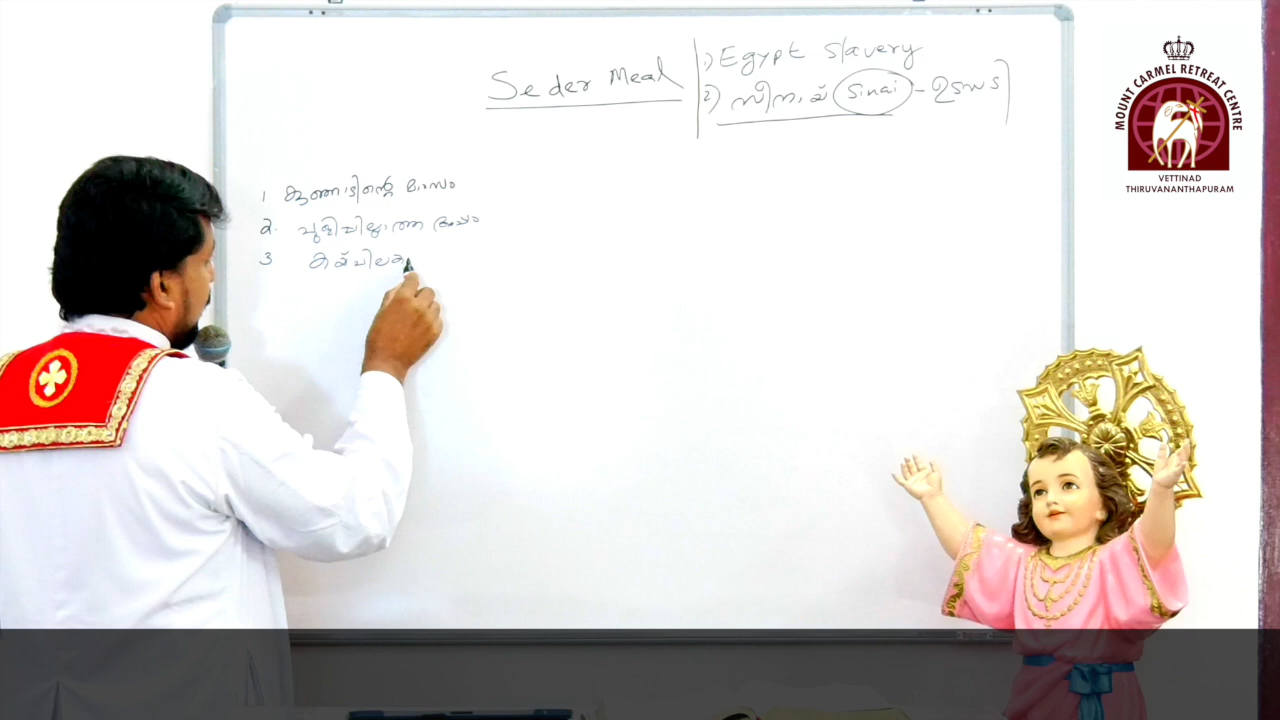 Seder Meal
1) Egypt slavery
2) സീനായ് Sinai - ഉടമ്പടി
1 കുഞ്ഞാടിന്റെ മാംസം
2. പുളിപ്പില്ലാത്ത അപ്പം
3 കയ്പില
MOUNT CARMEL RETREAT CENTRE
VETTINAD
THIRUVANANTHAPURAM